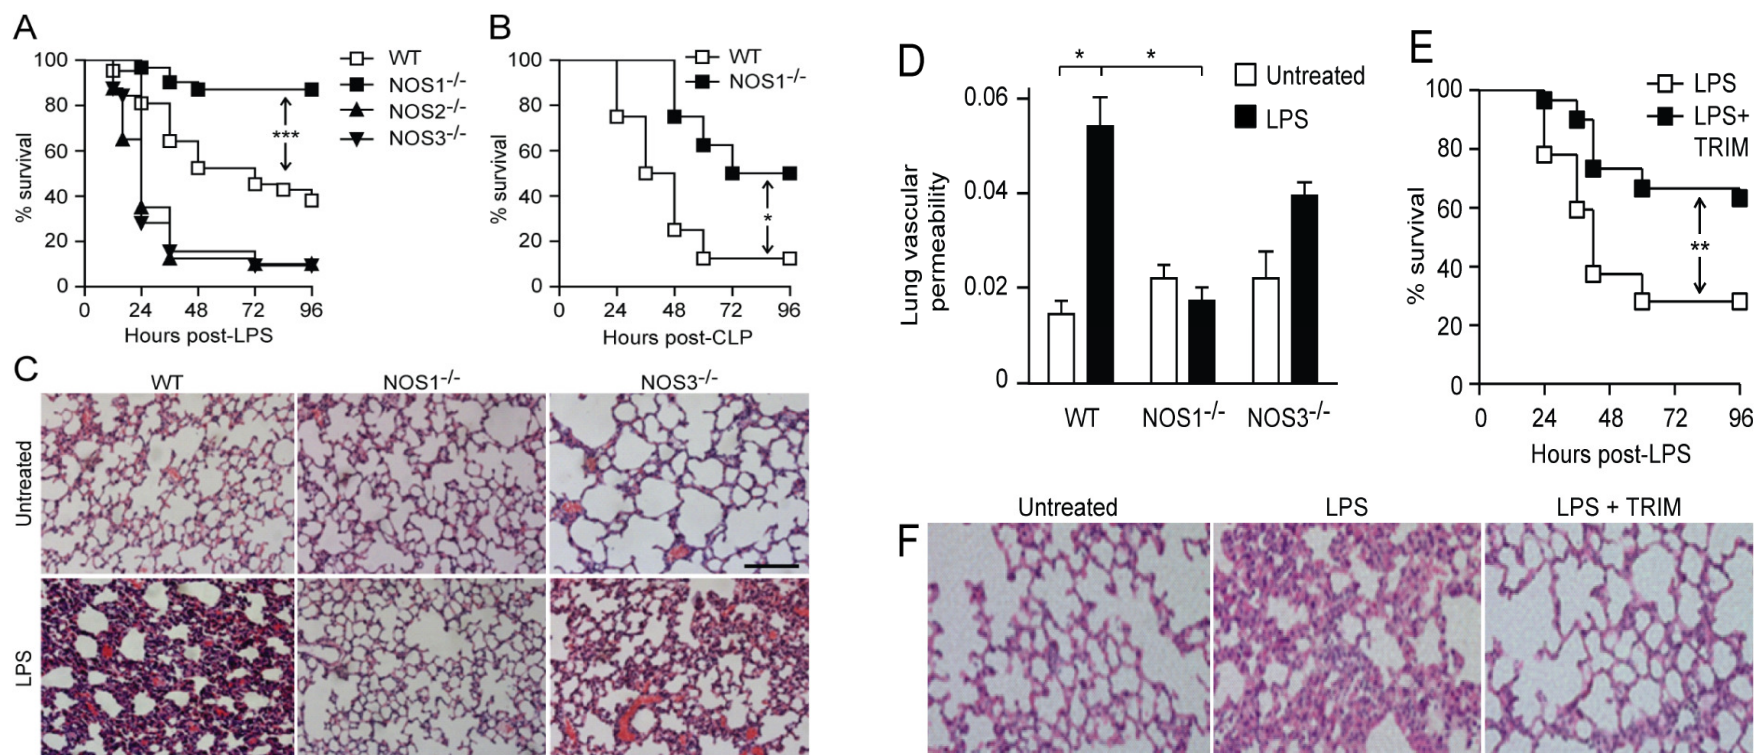 A
100
80
60
40
20
0
% survival
0 24 48 72 96
Hours post-LPS
WT
NOS1-/-
NOS2-/-
NOS3-/-
***
B
100
80
60
40
20
0
% survival
0 24 48 72 96
Hours post-CLP
WT
NOS1-/-
*
C
WT NOS1-/- NOS3-/-
Untreated
LPS
D
* *
Untreated
LPS
0.06
0.04
0.02
0
Lung vascular
permeability
WT NOS1-/- NOS3-/-
E
100
80
60
40
20
0
% survival
0 24 48 72 96
Hours post-LPS
LPS
LPS+
TRIM
**
F
Untreated LPS LPS + TRIM